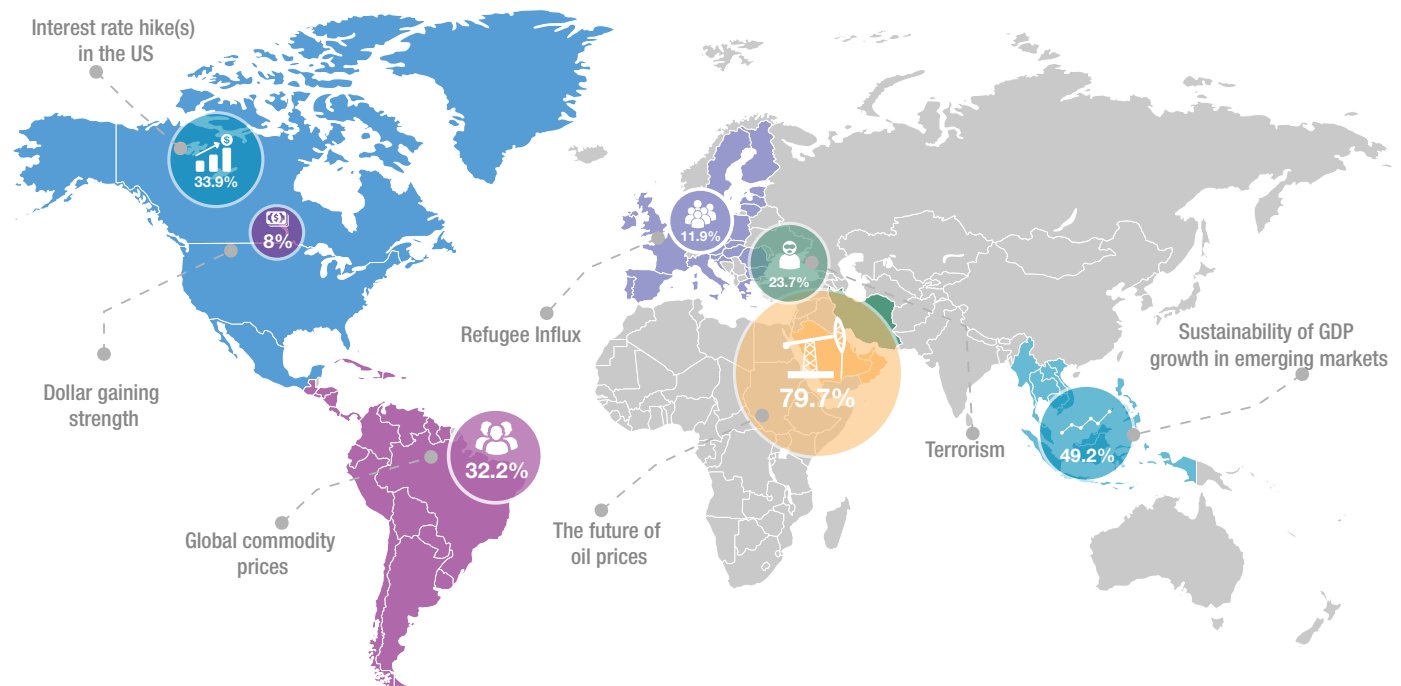 Interest rate hike(s)
in the US
$
33.9%
$
8%
Dollar gaining
strength
11.9%
Refugee Influx
23.7%
Terrorism
79.7%
The future of
oil prices
Sustainability of GDP
growth in emerging markets
49.2%
32.2%
Global commodity
prices